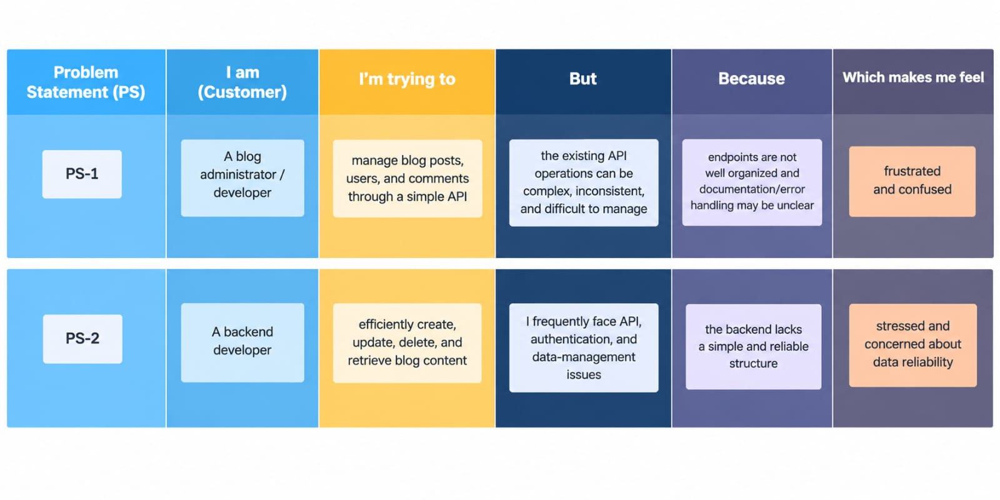 Problem
Statement (PS)
I am
(Customer)
I’m trying to
But
Because
Which makes me feel
PS-1
A blog
administrator /
developer
manage blog posts,
users, and comments
through a simple API
the existing API
operations can be
complex, inconsistent,
and difficult to manage
endpoints are not
well organized and
documentation/error
handling may be unclear
frustrated
and confused
PS-2
A backend
developer
efficiently create,
update, delete, and
retrieve blog content
I frequently face API,
authentication, and
data-management
issues
the backend lacks
a simple and reliable
structure
stressed and
concerned about
data reliability